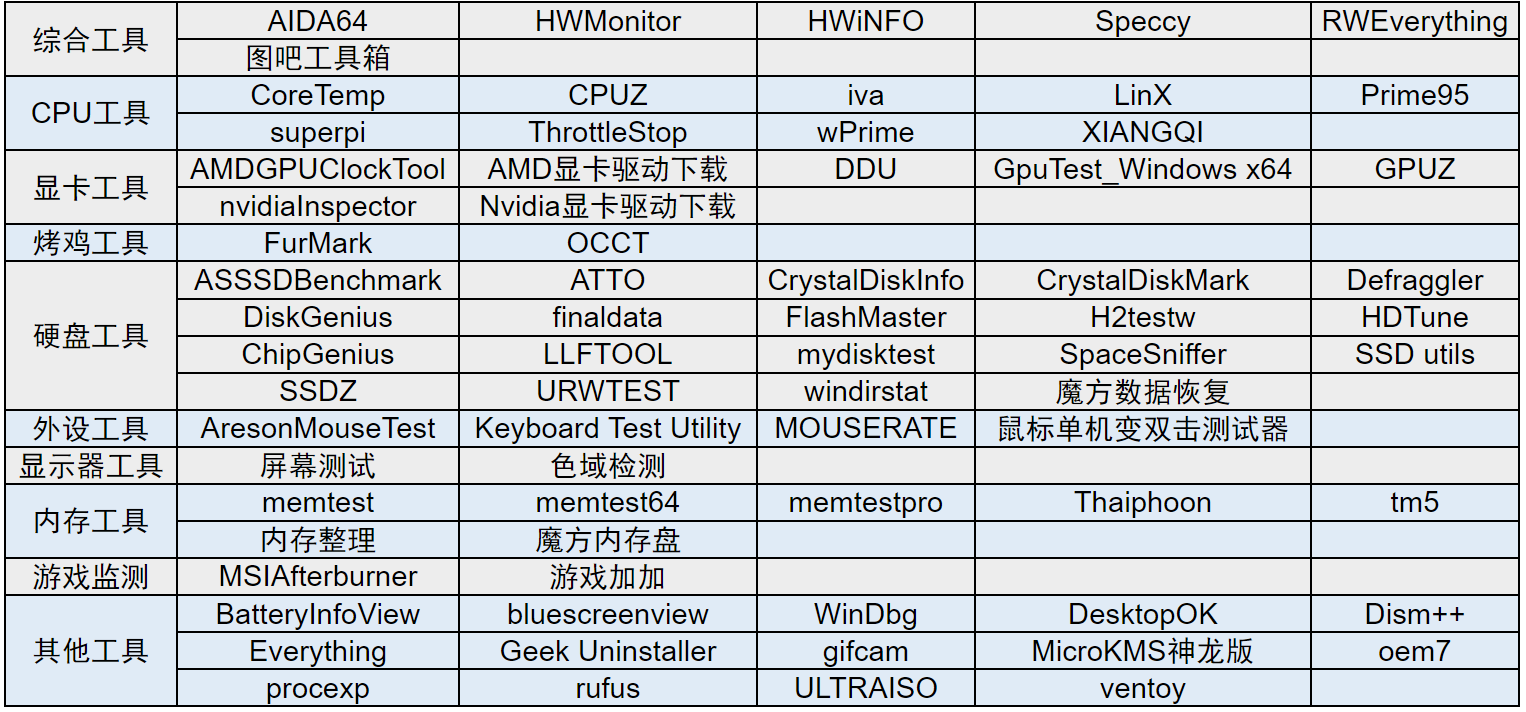 综合工具 AIDA64 HWMonitor HWiNFO Speccy RWEverything
图吧工具箱
CPU工具 CoreTemp CPUZ iva LinX Prime95
superpi ThrottleStop wPrime XIANGQI
显卡工具 AMDGPUClockTool AMD显卡驱动下载 DDU GpuTest_Windows x64 GPUZ
nvidiaInspector Nvidia显卡驱动下载
烤鸡工具 FurMark OCCT
硬盘工具 ASSSDBenchmark ATTO CrystalDiskInfo CrystalDiskMark Defraggler
DiskGenius finaldata FlashMaster H2testw HDTune
ChipGenius LLFTOOL mydisktest SpaceSniffer SSD utils
SSDZ URWTEST windirstat 魔方数据恢复
外设工具 AresonMouseTest Keyboard Test Utility MOUSERATE 鼠标单机变双击测试器
显示器工具 屏幕测试 色域检测
内存工具 memtest memtest64 memtestpro Thaiphoon tm5
内存整理 魔方内存盘
游戏监测 MSIAfterburner 游戏加加
其他工具 BatteryInfoView bluescreenview WinDbg DesktopOK Dism++
Everything Geek Uninstaller gifcam MicroKMS神龙版 oem7
procexp rufus ULTRAISO ventoy